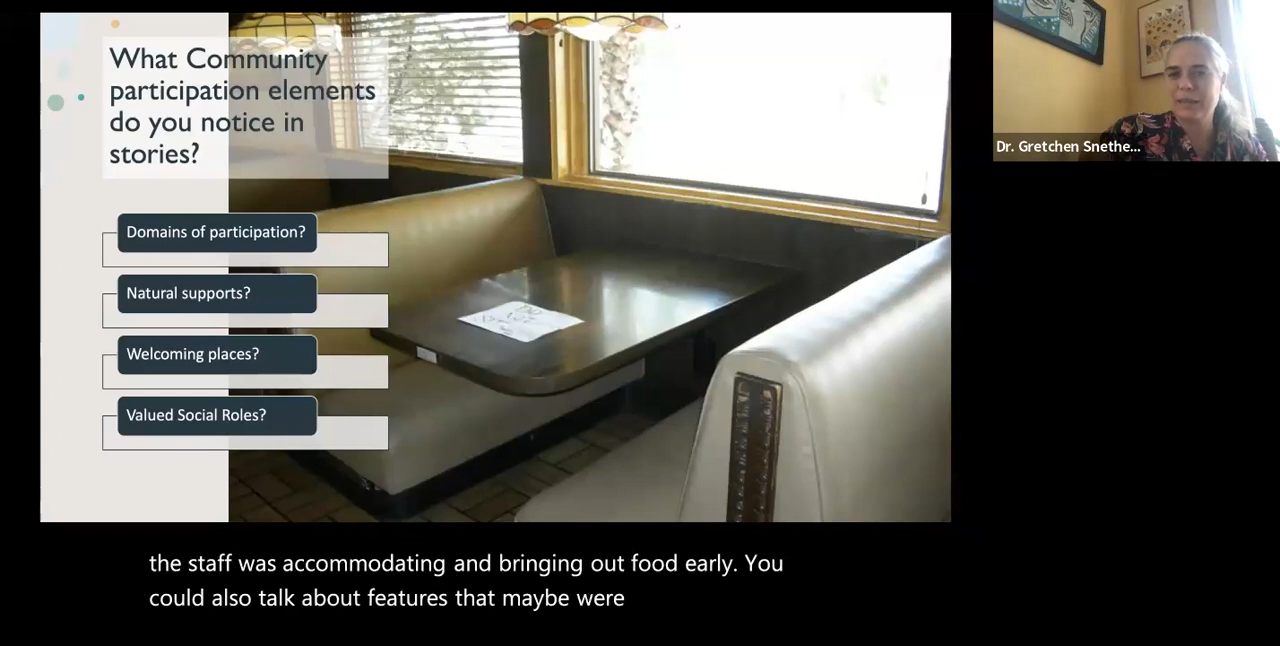 What Community
participation elements
do you notice in
stories?
Domains of participation?
Natural supports?
Welcoming places?
Valued Social Roles?
Dr. Gretchen Snethe...
the staff was accommodating and bringing out food early. You
could also talk about features that maybe were